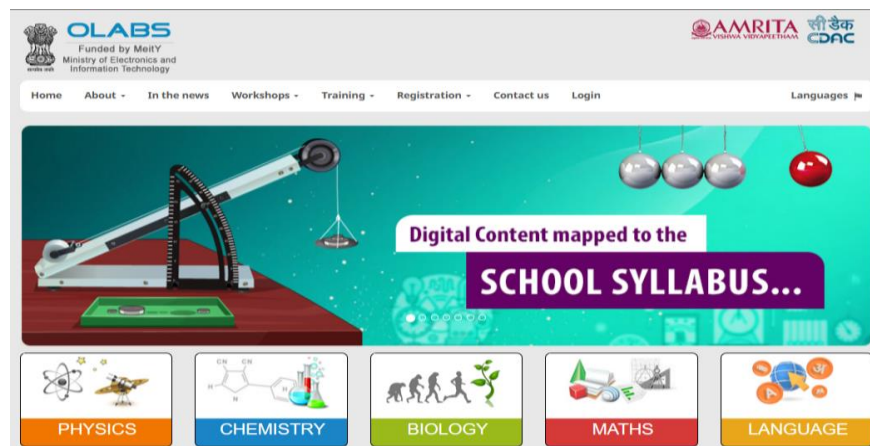 OLABS
Funded by MeitY
Ministry of Electronics and
Information Technology
AMRITA
VISHWA VIDYAPEETHAM
सी डैक
CDAC
Home About In the news Workshops Training Registration Contact us Login Languages
Digital Content mapped to the
SCHOOL SYLLABUS...
CN CN
H
H
A
अ
PHYSICS CHEMISTRY BIOLOGY MATHS LANGUAGE